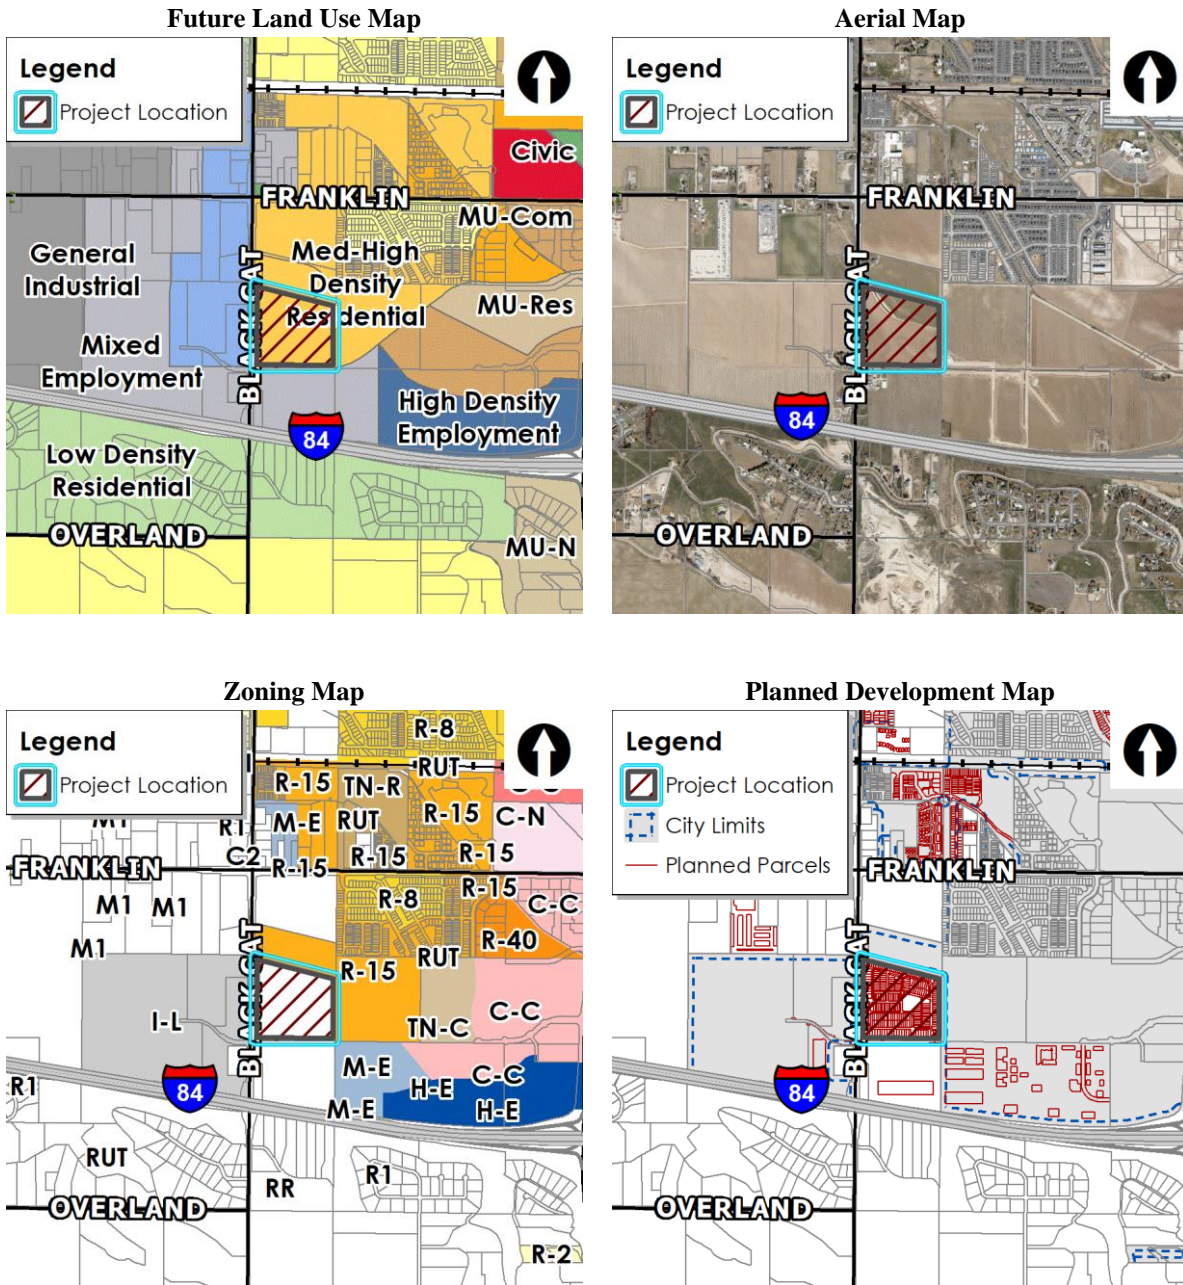 Future Land Use Map
Legend
Project Location
Civic
FRANKLIN
MU-Com
General
Industrial
Med-High
Density
Residential
BLACK CAT
MU-Res
Mixed
Employment
High Density
Employment
84
Low Density
Residential
OVERLAND
MU-N
Aerial Map
Legend
Project Location
FRANKLIN
BLACK CAT
84
OVERLAND
Zoning Map
Legend
Project Location
R-8
RUT
R-15
TN-R
M1
R1
M-E
RUT
R-15
C-N
C2
R-15
R-15
R-15
FRANKLIN
R-15
M1
M1
R-8
C-C
M1
BLACK CAT
R-40
RUT
R-15
I-L
TN-C
C-C
M-E
H-E
C-C
R1
84
M-E
H-E
RUT
RR
R1
OVERLAND
R-2
Planned Development Map
Legend
Project Location
City Limits
Planned Parcels
FRANKLIN
BLACK CAT
84
OVERLAND